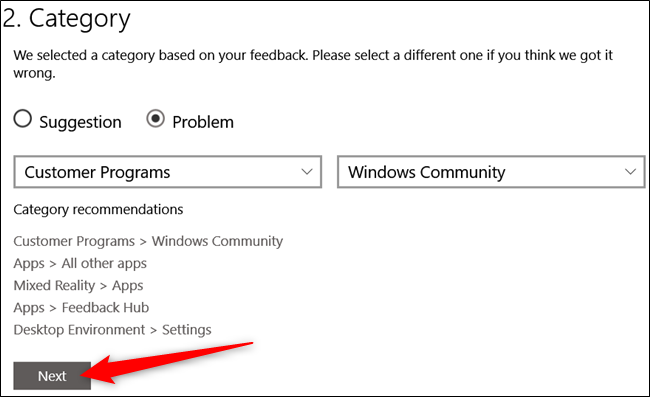 2. Category
We selected a category based on your feedback. Please select a different one if you think we got it
wrong.
Suggestion Problem
Customer Programs Windows Community
Category recommendations
Customer Programs > Windows Community
Apps > All other apps
Mixed Reality > Apps
Apps > Feedback Hub
Desktop Environment > Settings
Next